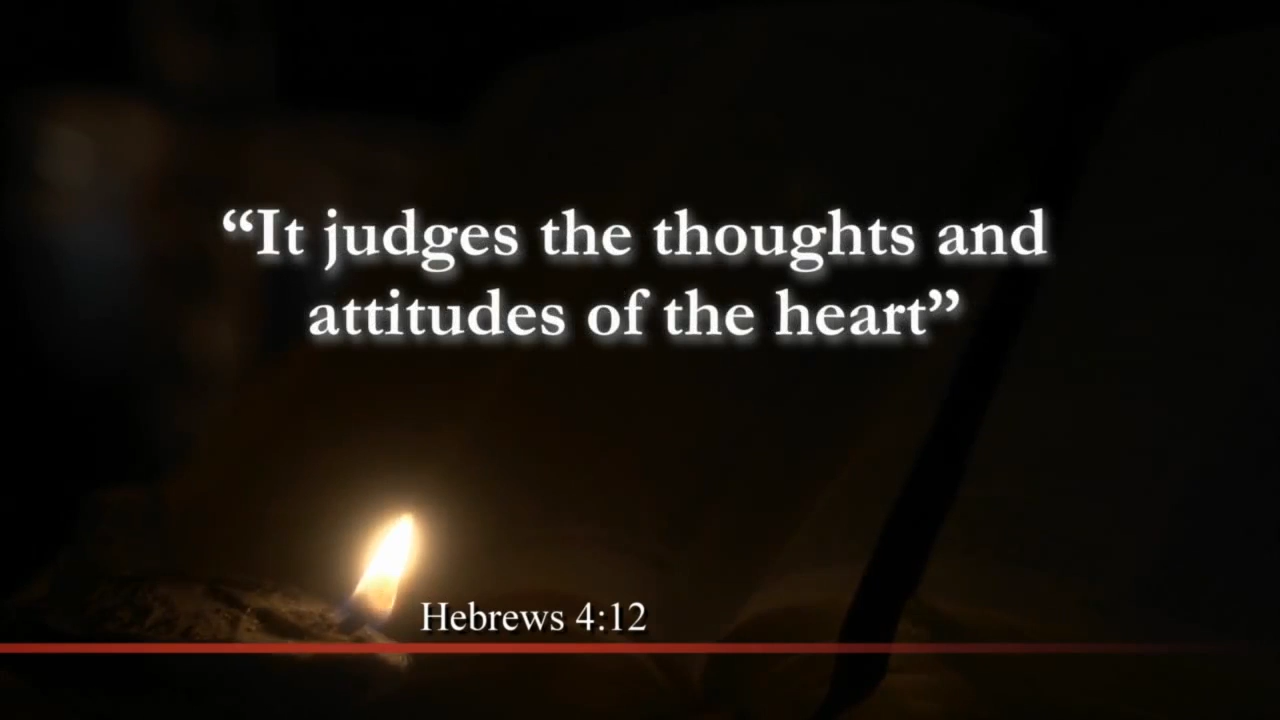 “It judges the thoughts and
attitudes of the heart”
Hebrews 4:12